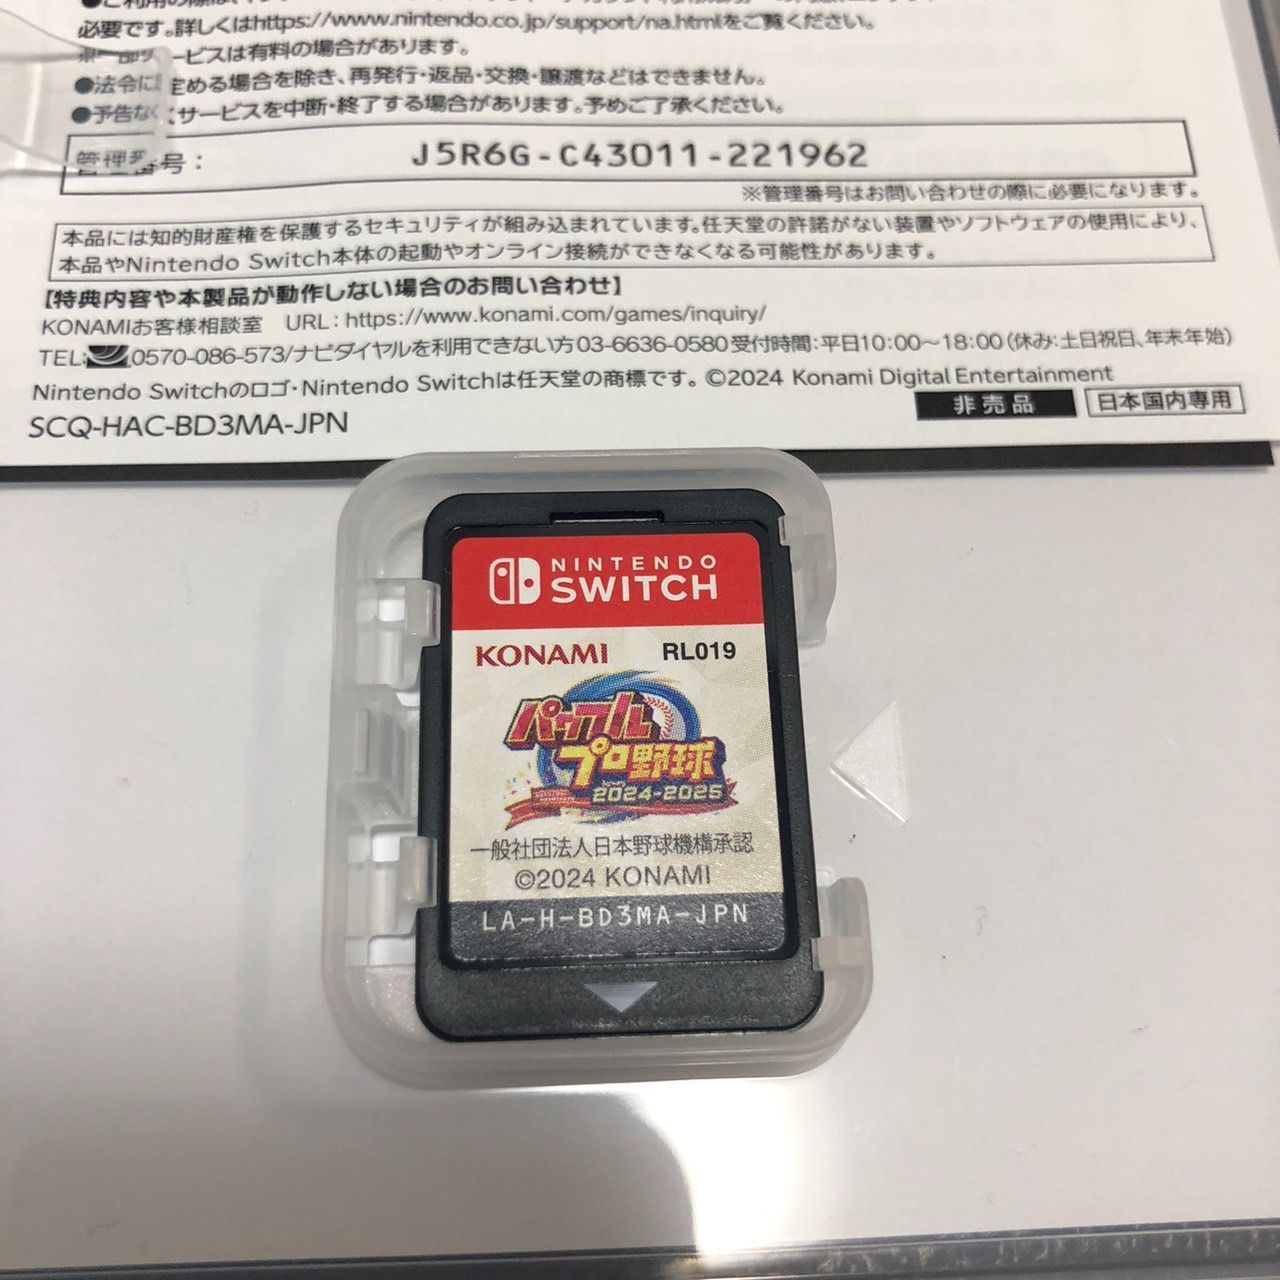 必要です。詳しくはhttps://www.nintendo.co.jp/support/na.htmlをご覧ください。
ービスは有料の場合があります。
●法令に定める場合を除き、再発行・返品・交換・譲渡などはできません。
●予告なくサービスを中断・終了する場合があります。予めご了承ください。
管理番号： J5R6G-C43011-221962
※管理番号はお問い合わせの際に必要になります。
本品には知的財産権を保護するセキュリティが組み込まれています。任天堂の許諾がない装置やソフトウェアの使用により、
本品やNintendo Switch本体の起動やオンライン接続ができなくなる可能性があります。
【特典内容や本製品が動作しない場合のお問い合わせ】
KONAMIお客様相談室 URL：https://www.konami.com/games/inquiry/
TEL: 0570-086-573/ナビダイヤルを利用できない方 03-6636-0580 受付時間：平日10:00～18:00（休み：土日祝日、年末年始）
Nintendo Switchのロゴ・Nintendo Switchは任天堂の商標です。 ©2024 Konami Digital Entertainment
非売品 日本国内専用
SCQ-HAC-BD3MA-JPN
NINTENDO
SWITCH
KONAMI RL019
パワフル
プロ野球
2024-2025
一般社団法人日本野球機構承認
©2024 KONAMI
LA-H-BD3MA-JPN